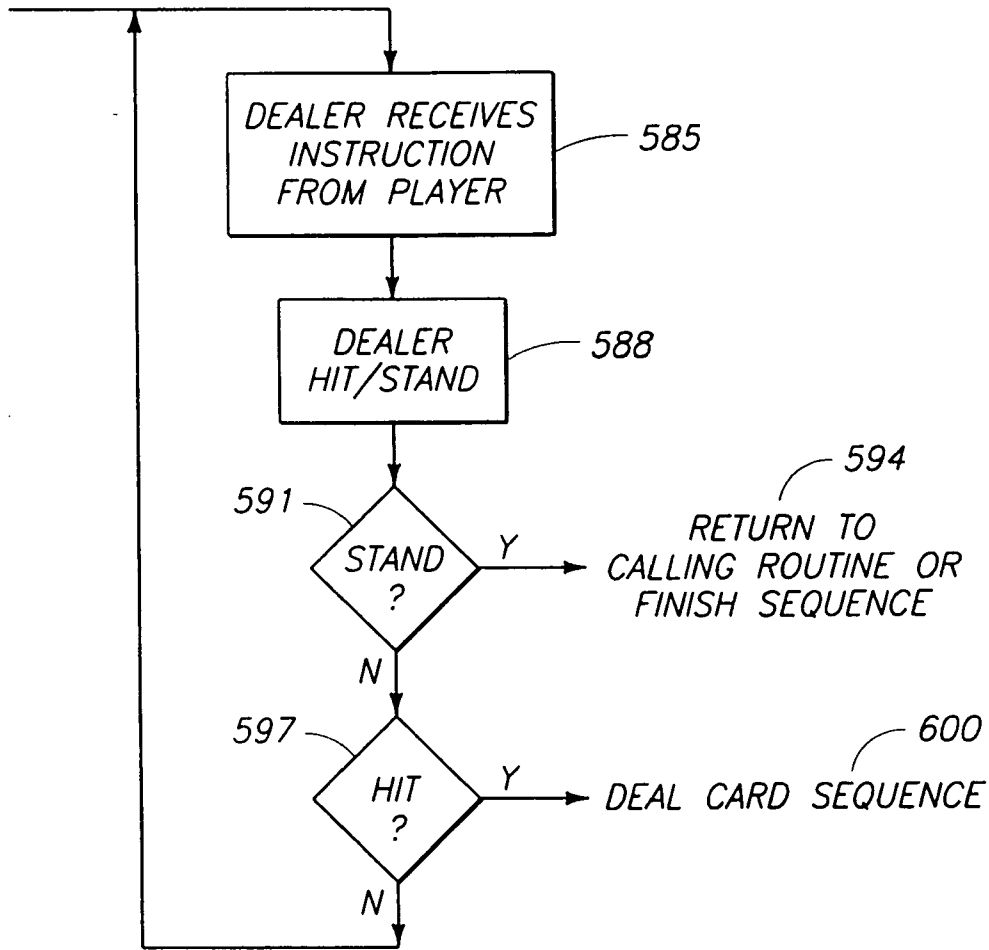 DEALER RECEIVES
INSTRUCTION
FROM PLAYER
585
DEALER
HIT/STAND
588
591
STAND
?
Y
594
RETURN TO
CALLING ROUTINE OR
FINISH SEQUENCE
N
597
HIT
?
Y
600
DEAL CARD SEQUENCE
N